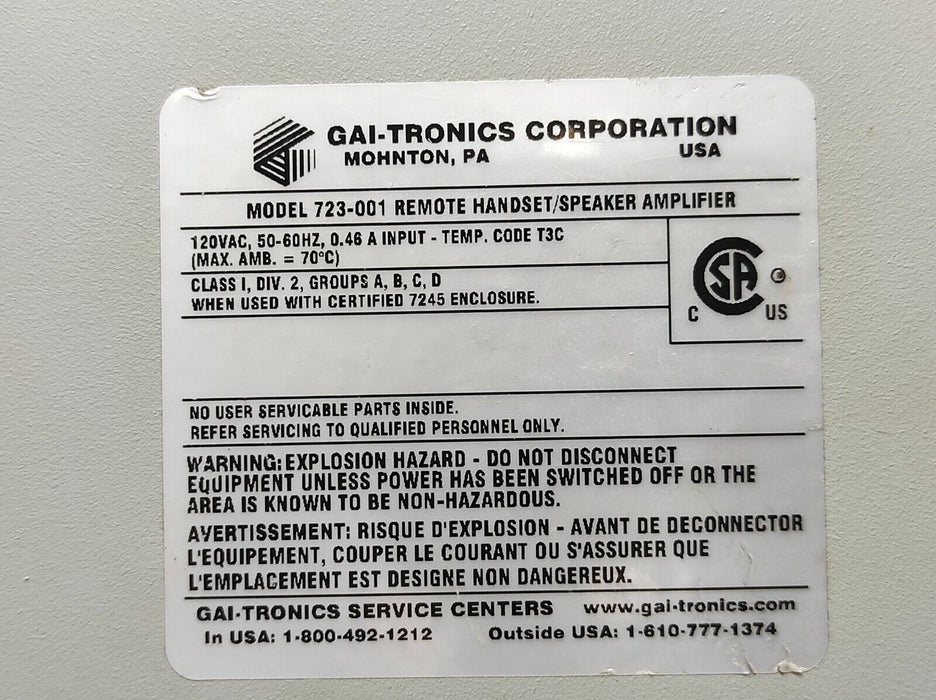 GAI-TRONICS CORPORATION
MOHNTON, PA USA
MODEL 723-001 REMOTE HANDSET/SPEAKER AMPLIFIER
120VAC, 50-60HZ, 0.46 A INPUT - TEMP. CODE T3C
(MAX. AMB. = 70°C)
CLASS I, DIV. 2, GROUPS A, B, C, D
WHEN USED WITH CERTIFIED 7245 ENCLOSURE.
CSA
C US
NO USER SERVICABLE PARTS INSIDE.
REFER SERVICING TO QUALIFIED PERSONNEL ONLY.
WARNING: EXPLOSION HAZARD - DO NOT DISCONNECT
EQUIPMENT UNLESS POWER HAS BEEN SWITCHED OFF OR THE
AREA IS KNOWN TO BE NON-HAZARDOUS.
AVERTISSEMENT: RISQUE D'EXPLOSION - AVANT DE DECONNECTOR
L'EQUIPEMENT, COUPER LE COURANT OU S'ASSURER QUE
L'EMPLACEMENT EST DESIGNE NON DANGEREUX.
GAI-TRONICS SERVICE CENTERS www.gai-tronics.com
In USA: 1-800-492-1212 Outside USA: 1-610-777-1374